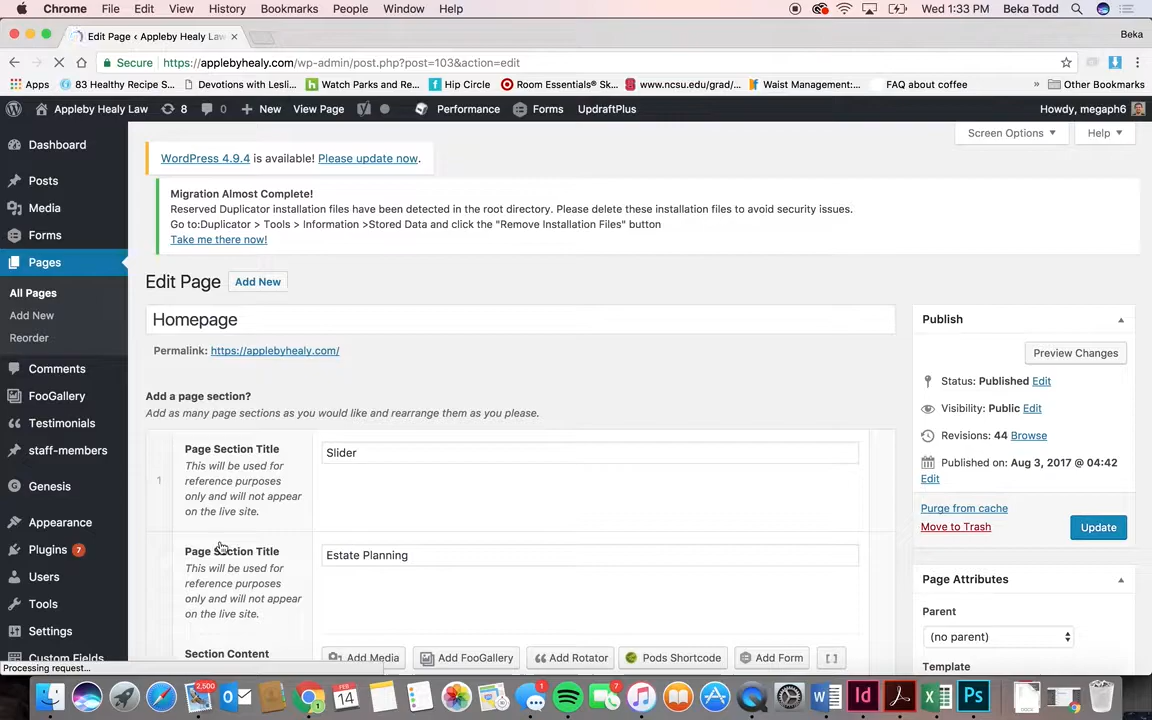 Chrome File Edit View History Bookmarks People Window Help Wed 1:33 PM Beka Todd
Edit Page ‹ Appleby Healy Law × Beka
Secure https://applebyhealy.com/wp-admin/post.php?post=103&action=edit
Apps 83 Healthy Recipe S... Devotions with Lesli... Watch Parks and Re... Hip Circle Room Essentials® Sk... www.ncsu.edu/grad/... Waist Management:... FAQ about coffee » Other Bookmarks
Appleby Healy Law 8 0 New View Page Performance Forms UpdraftPlus Howdy, megaph6
Screen Options Help
Dashboard
Posts
Media
Forms
Pages
All Pages
Add New
Reorder
Comments
FooGallery
Testimonials
staff-members
Genesis
Appearance
Plugins 7
Users
Tools
Settings
Custom Fields
Processing request...
WordPress 4.9.4 is available! Please update now.
Migration Almost Complete!
Reserved Duplicator installation files have been detected in the root directory. Please delete these installation files to avoid security issues.
Go to:Duplicator > Tools > Information >Stored Data and click the "Remove Installation Files" button
Take me there now!
Edit Page Add New
Homepage
Permalink: https://applebyhealy.com/
Add a page section?
Add as many page sections as you would like and rearrange them as you please.
1
Page Section Title
This will be used for
reference purposes
only and will not appear
on the live site.
Slider
Page Section Title
This will be used for
reference purposes
only and will not appear
on the live site.
Estate Planning
Section Content
Add Media Add FooGallery Add Rotator Pods Shortcode Add Form [ ]
Publish
Preview Changes
Status: Published Edit
Visibility: Public Edit
Revisions: 44 Browse
Published on: Aug 3, 2017 @ 04:42
Edit
Purge from cache
Move to Trash
Update
Page Attributes
Parent
(no parent)
Template
2,500 FEB 14 1 7 Id Ps